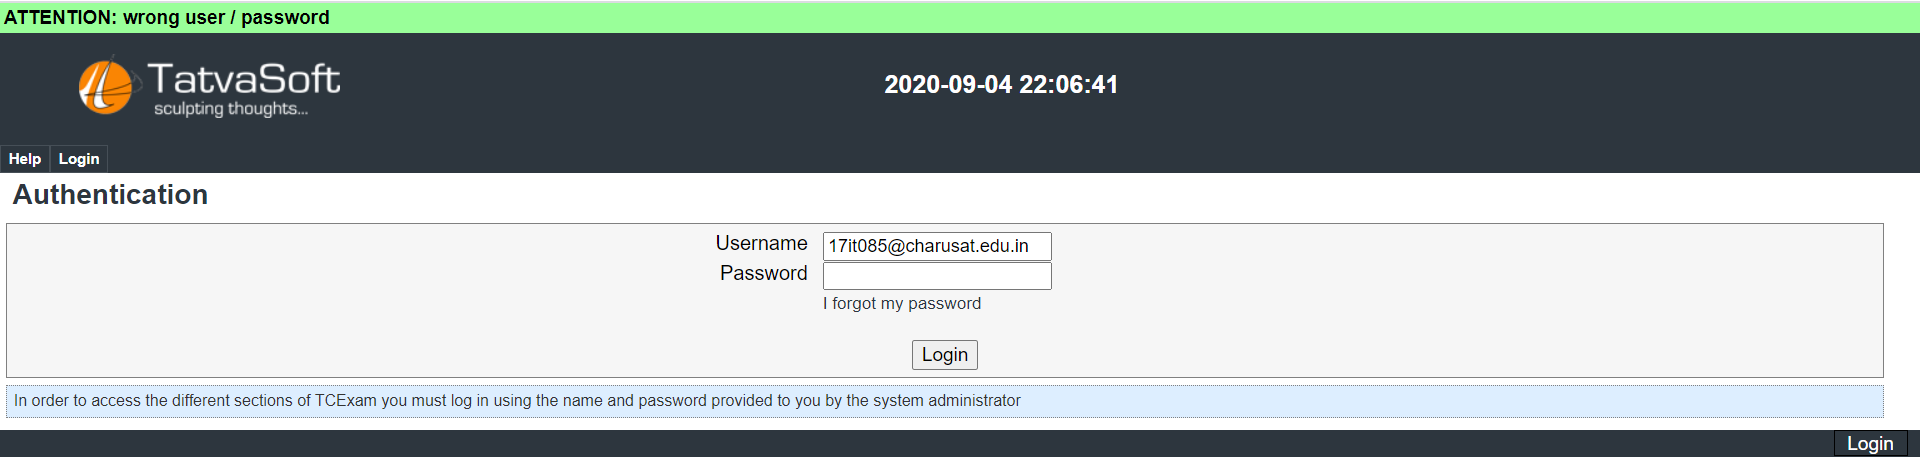 ATTENTION: wrong user / password
TatvaSoft
sculpting thoughts...
2020-09-04 22:06:41
Help Login
Authentication
Username 17it085@charusat.edu.in
Password
I forgot my password
Login
In order to access the different sections of TCExam you must log in using the name and password provided to you by the system administrator
Login